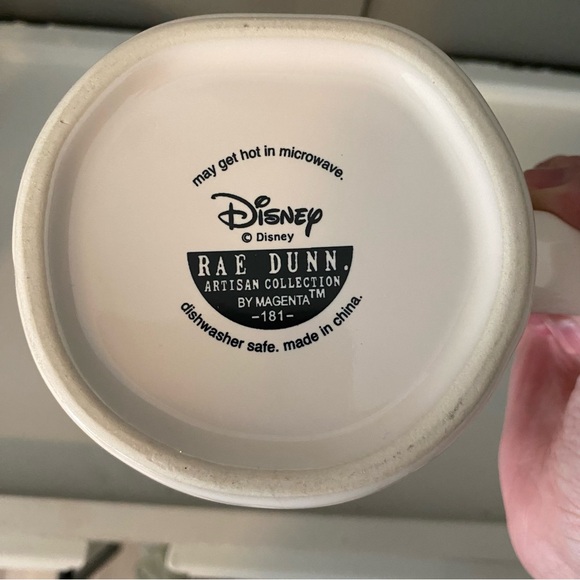 may get hot in microwave.
Disney
© Disney
RAE DUNN.
ARTISAN COLLECTION
BY MAGENTA™
-181-
dishwasher safe. made in china.